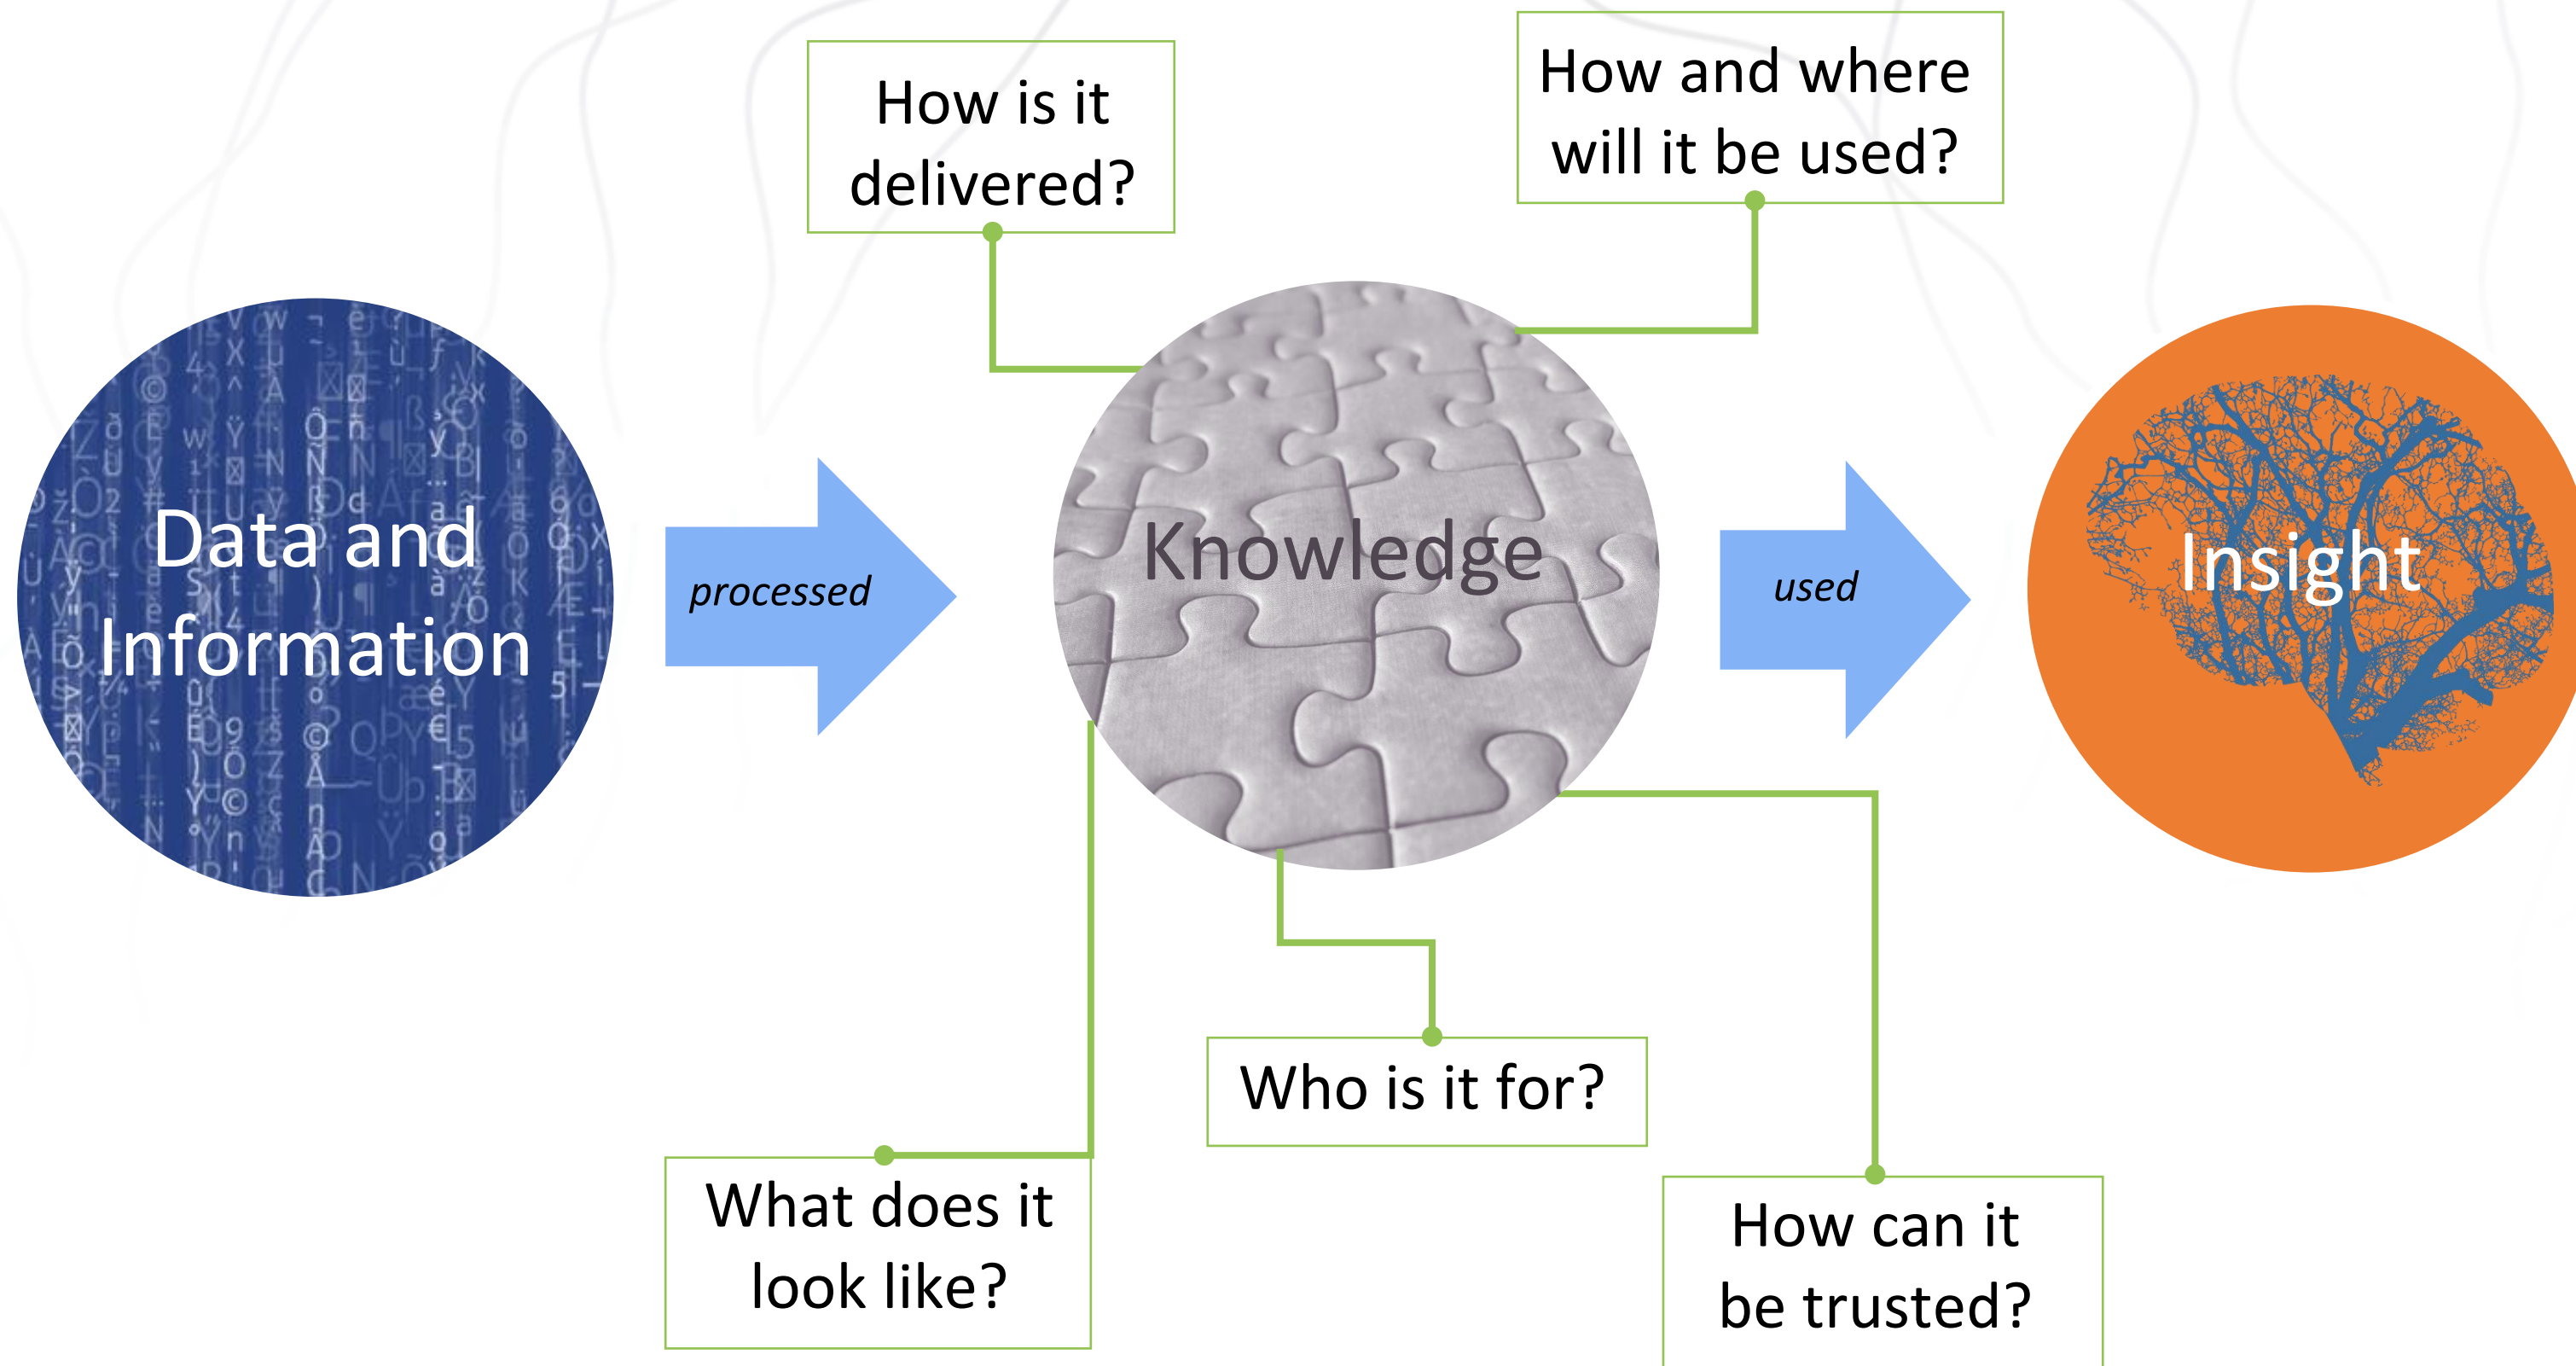 How is it
delivered?
How and where
will it be used?
Data and
Information
processed
Knowledge
used
Insight
Who is it for?
What does it
look like?
How can it
be trusted?